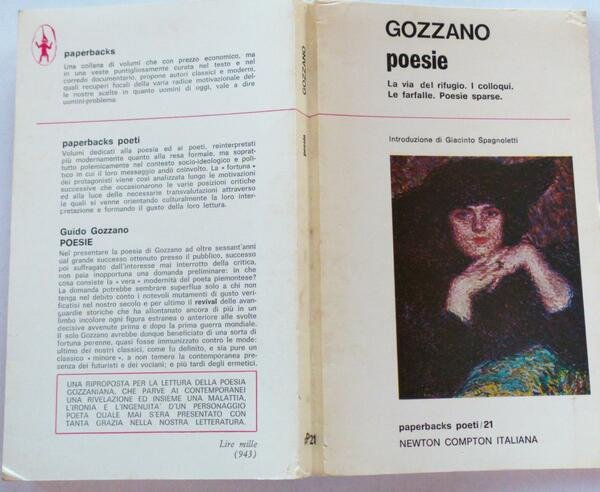 paperbacks
Una collana di volumi che con prezzo economico, ma
in una veste puntigliosamente curata nel testo e nel
corredo documentario, propone autori classici e moderni,
quali recuperi focali della varia radice motivazionale del-
le nostre scelte in quanto uomini di oggi, vale a dire
uomini-problema.
paperbacks poeti
Volumi dedicati alla poesia ed ai poeti, reinterpretati
più modernamente quanto alla resa formale, ma soprat-
tutto polemicamente nel contesto socio-ideologico e poli-
tico in cui il loro messaggio andò coinvolto. La « fortuna »
dei protagonisti viene così analizzata lungo le motivazioni
successive che occasionarono le varie posizioni critiche
ed alla luce delle necessarie transvalutazioni attraverso
le quali si venne orientando culturalmente la loro inter-
pretazione e formando il gusto della loro lettura.
Guido Gozzano
POESIE
Nel presentare la poesia di Gozzano ad oltre sessant'anni
dal grande successo ottenuto presso il pubblico, successo
poi suffragato dall'interesse mai interrotto della critica,
non paia inopportuna una domanda preliminare: in che
cosa consiste la « vera » modernità del poeta piemontese?
La domanda potrebbe sembrare superflua solo a chi non
tenga nel debito conto i notevoli mutamenti di gusto veri-
ficatisi nel nostro secolo e per ultimo il revival delle avan-
guardie storiche che ha allontanato ancora di più in un
limbo incolore ogni figura estranea o anteriore alle svolte
decisive avvenute prima e dopo la prima guerra mondiale.
Il solo Gozzano avrebbe dunque beneficiato di una sorta di
fortuna perenne, quasi fosse immunizzato contro le mode:
ultimo dei nostri classici, come fu definito, e sia pure un
classico « minore », a non temere la contemporanea pre-
senza dei futuristi e dei vociani; e più tardi degli ermetici.
UNA RIPROPOSTA PER LA LETTURA DELLA POESIA
GOZZANIANA, CHE PARVE AI CONTEMPORANEI
UNA RIVELAZIONE ED INSIEME UNA MALATTIA,
L'IRONIA E L'INGENUITA' D'UN PERSONAGGIO
POETA QUALE MAI S'ERA PRESENTATO CON
TANTA GRAZIA NELLA NOSTRA LETTERATURA.
Lire mille
(943)
GOZZANO
poesie
21
GOZZANO
poesie
La via del rifugio. I colloqui.
Le farfalle. Poesie sparse.
Introduzione di Giacinto Spagnoletti
paperbacks poeti/21
NEWTON COMPTON ITALIANA